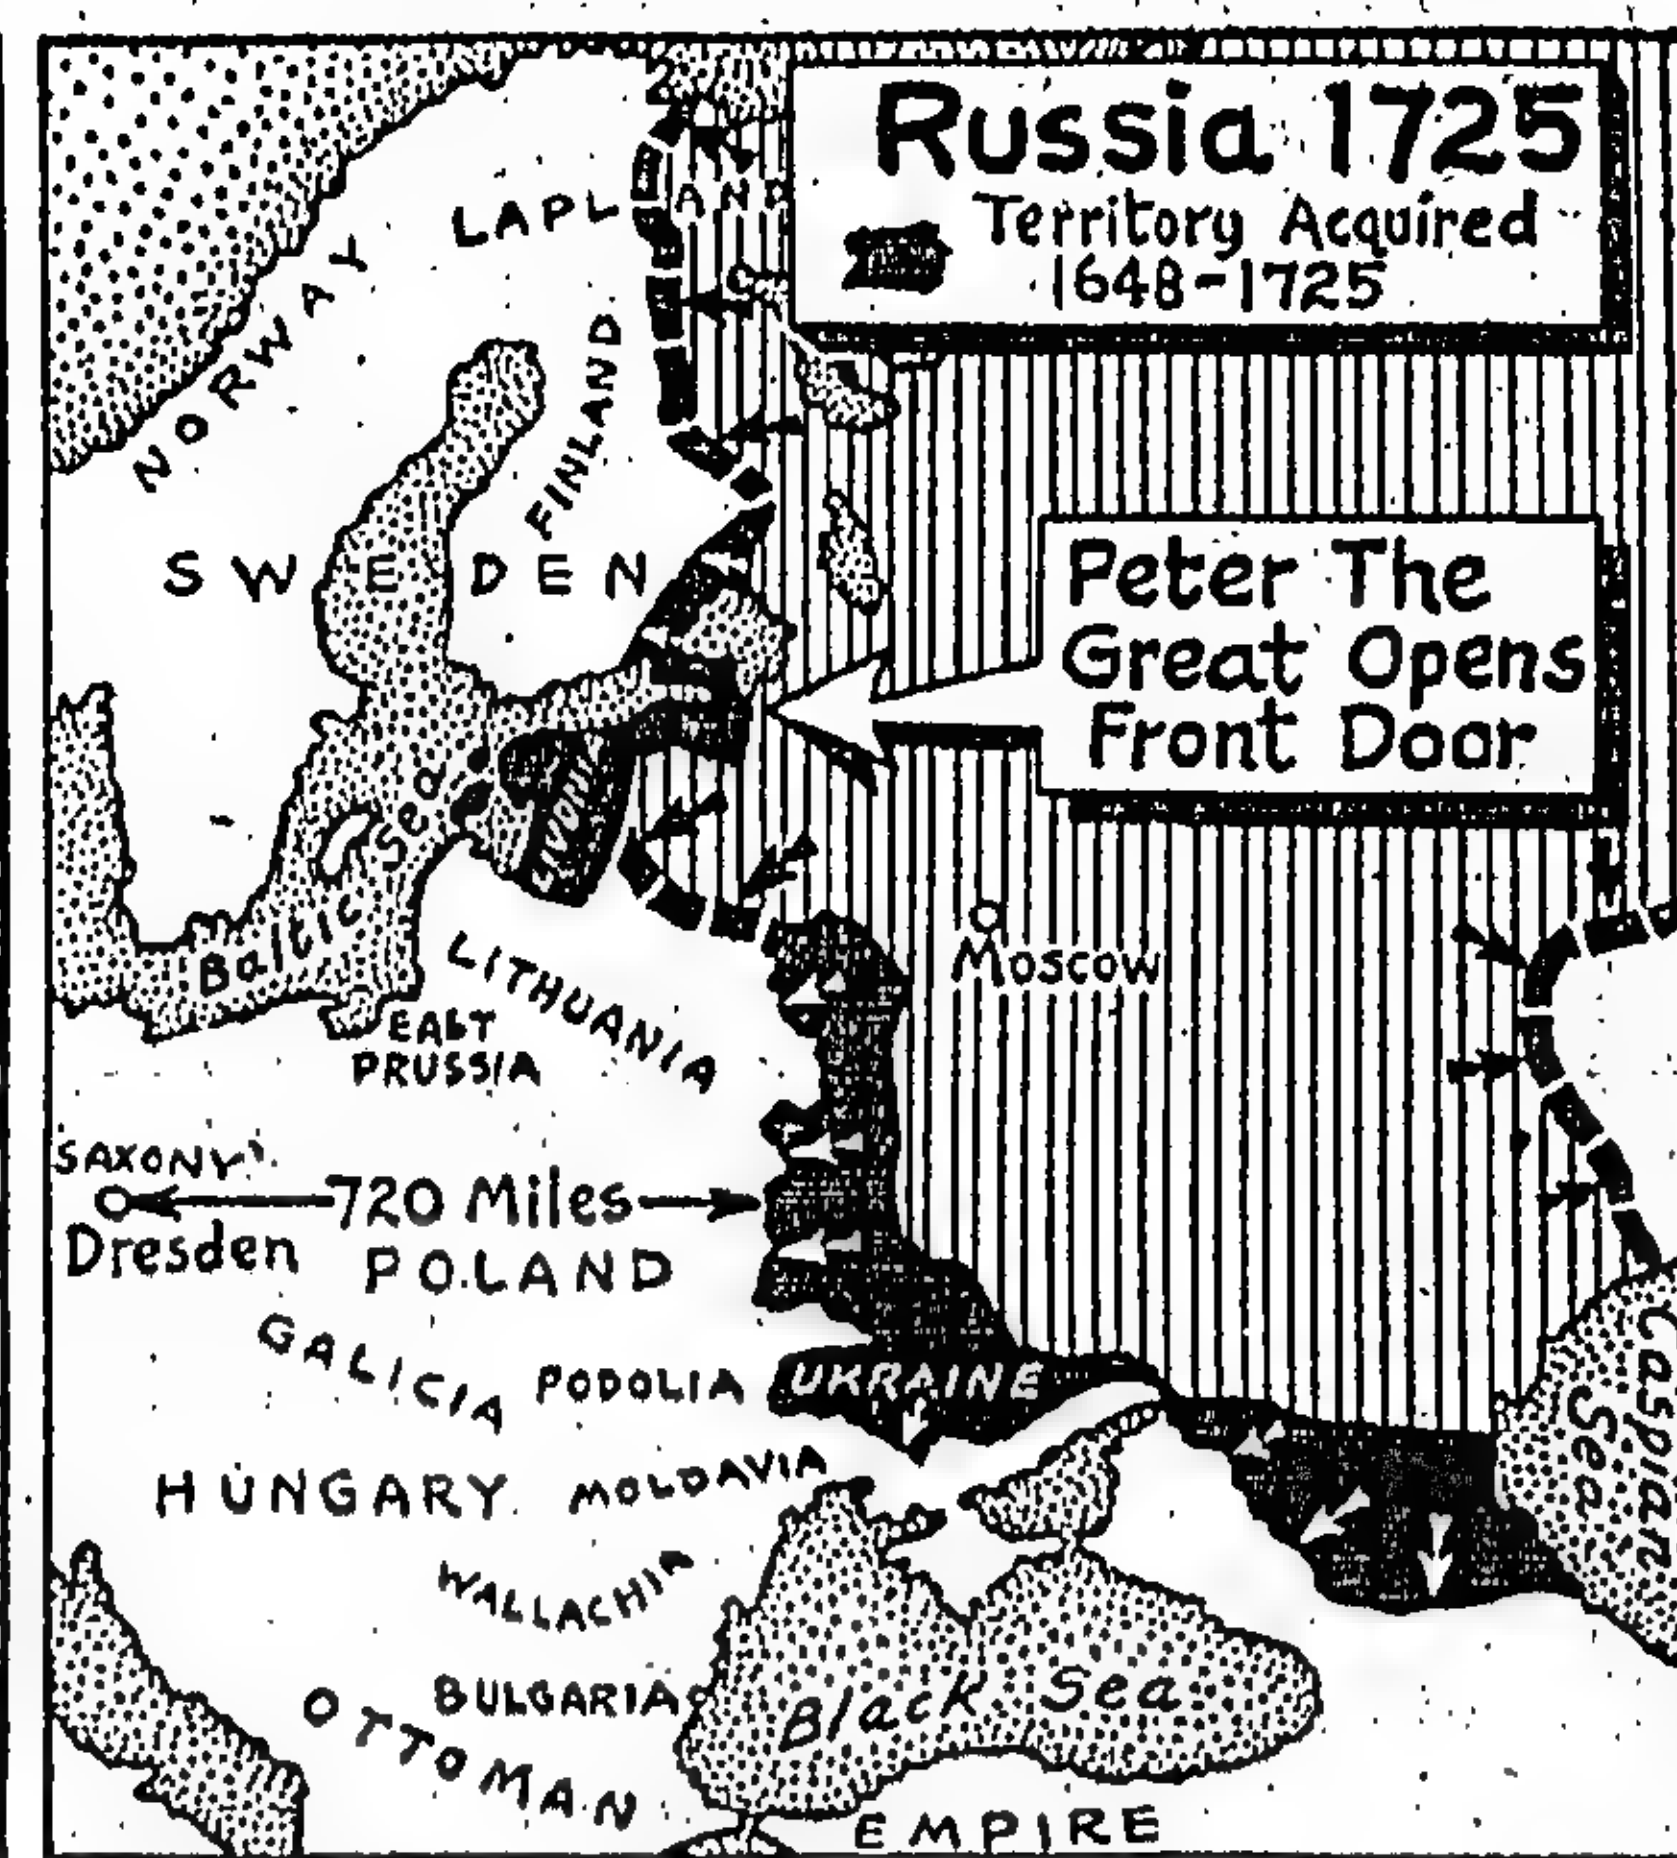 Russia 1725
Territory Acquired
1648-1725
LAPLAND
NORWAY
FINLAND
SWEDEN
Peter The
Great Opens
Front Door
Baltic Sea
MOSCOW
LITHUANIA
EAST
PRUSSIA
SAXONY
720 Miles
Dresden
POLAND
GALICIA
PODOLIA
UKRAINE
HUNGARY
MOLDAVIA
Caspian
Sea
WALLACHIA
BULGARIA
Black Sea
OTTOMAN
EMPIRE